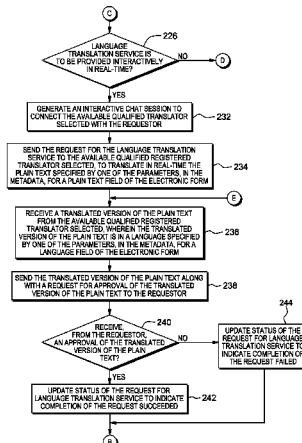 C
226
LANGUAGE
TRANSLATION SERVICE IS
TO BE PROVIDED INTERACTIVELY
IN REAL-TIME?
NO
D
YES
GENERATE AN INTERACTIVE CHAT SESSION TO
CONNECT THE AVAILABLE QUALIFIED TRANSLATOR
SELECTED WITH THE REQUESTOR
232
SEND THE REQUEST FOR THE LANGUAGE TRANSLATION
SERVICE TO THE AVAILABLE QUALIFIED REGISTERED
TRANSLATOR SELECTED, TO TRANSLATE IN REAL-TIME THE
PLAIN TEXT SPECIFIED BY ONE OF THE PARAMETERS, IN THE
METADATA, FOR A PLAIN TEXT FIELD OF THE ELECTRONIC FORM
234
E
RECEIVE A TRANSLATED VERSION OF THE PLAIN TEXT
FROM THE AVAILABLE QUALIFIED REGISTERED
TRANSLATOR SELECTED, WHEREIN THE TRANSLATED
VERSION OF THE PLAIN TEXT IS IN A LANGUAGE SPECIFIED
BY ONE OF THE PARAMETERS, IN THE METADATA, FOR A
LANGUAGE FIELD OF THE ELECTRONIC FORM
236
SEND THE TRANSLATED VERSION OF THE PLAIN TEXT ALONG
WITH A REQUEST FOR APPROVAL OF THE TRANSLATED
VERSION OF THE PLAIN TEXT TO THE REQUESTOR
238
240
RECEIVE,
FROM THE REQUESTOR,
AN APPROVAL OF THE TRANSLATED
VERSION OF THE PLAIN
TEXT?
NO
244
UPDATE STATUS OF THE
REQUEST FOR LANGUAGE
TRANSLATION SERVICE TO
INDICATE COMPLETION OF
THE REQUEST FAILED
YES
UPDATE STATUS OF THE REQUEST FOR
LANGUAGE TRANSLATION SERVICE TO INDICATE
COMPLETION OF THE REQUEST SUCCEEDED
242
B